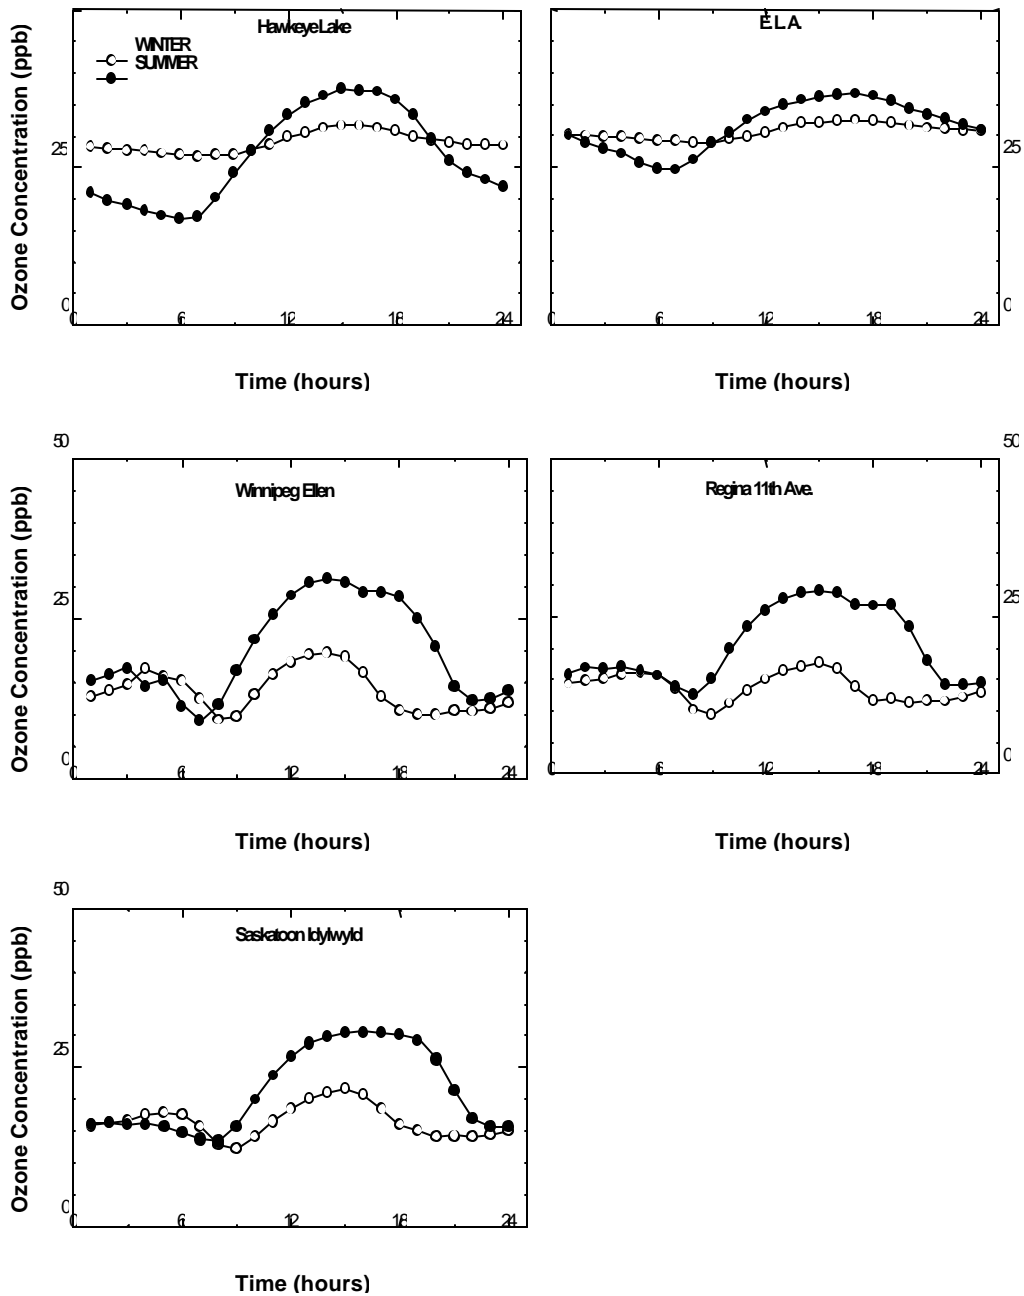 Hawkeye Lake
E.L.A.
WINTER
SUMMER
Ozone Concentration (ppb)
25
25
0
0
0 6 12 18 24
0 6 12 18 24
Time (hours)
Time (hours)
50
50
Winnipeg Ellen
Regina 11th Ave.
Ozone Concentration (ppb)
25
25
0
0
0 6 12 18 24
0 6 12 18 24
Time (hours)
Time (hours)
50
Saskatoon Idylwyld
Ozone Concentration (ppb)
25
0
0 6 12 18 24
Time (hours)